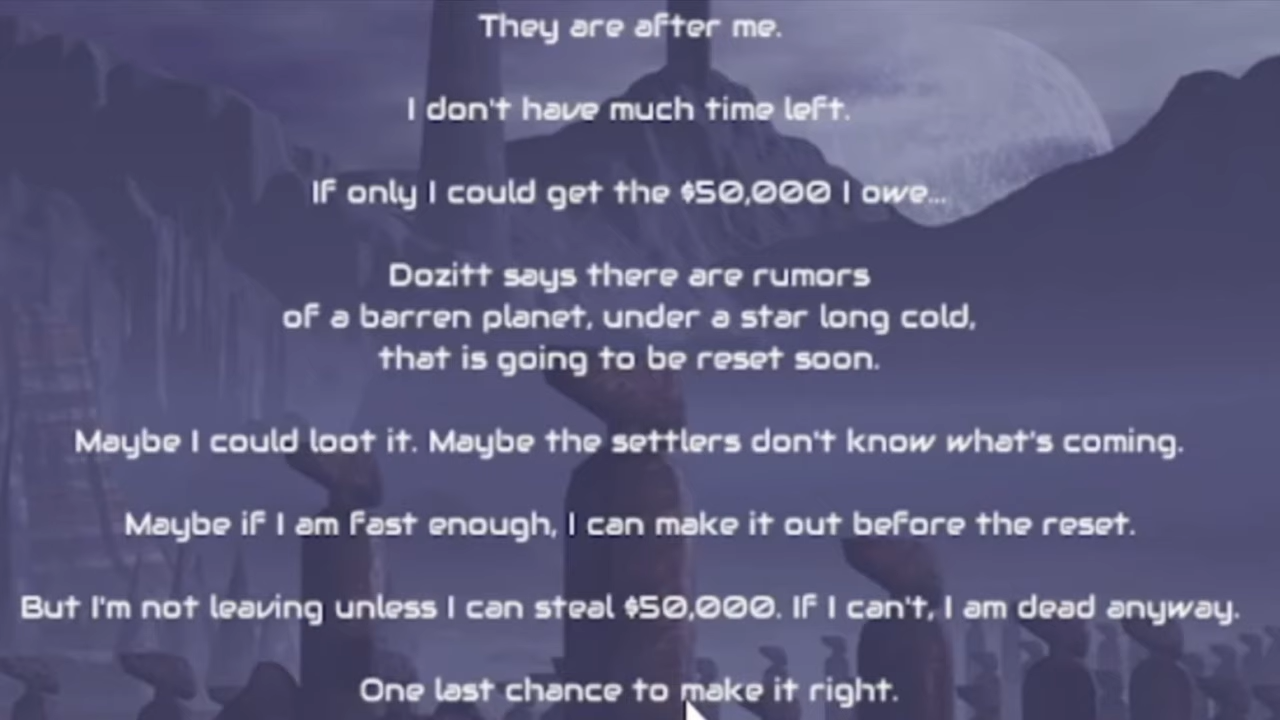 They are after me.
I don't have much time left.
If only I could get the $50,000 I owe...
Dozitt says there are rumors
of a barren planet, under a star long cold,
that is going to be reset soon.
Maybe I could loot it. Maybe the settlers don't know what's coming.
Maybe if I am fast enough, I can make it out before the reset.
But I'm not leaving unless I can steal $50,000. If I can't, I am dead anyway.
One last chance to make it right.